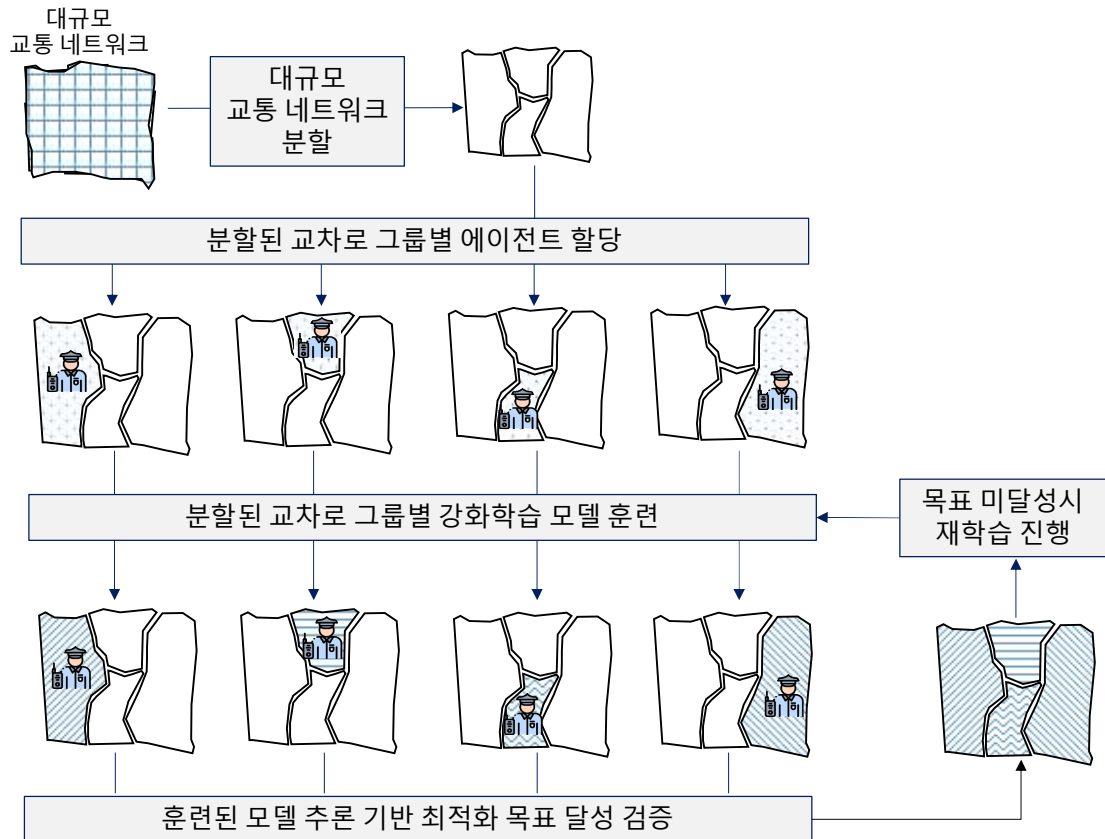 대규모
교통 네트워크
대규모
교통 네트워크
분할
분할된 교차로 그룹별 에이전트 할당
분할된 교차로 그룹별 강화학습 모델 훈련
목표 미달성시
재학습 진행
훈련된 모델 추론 기반 최적화 목표 달성 검증